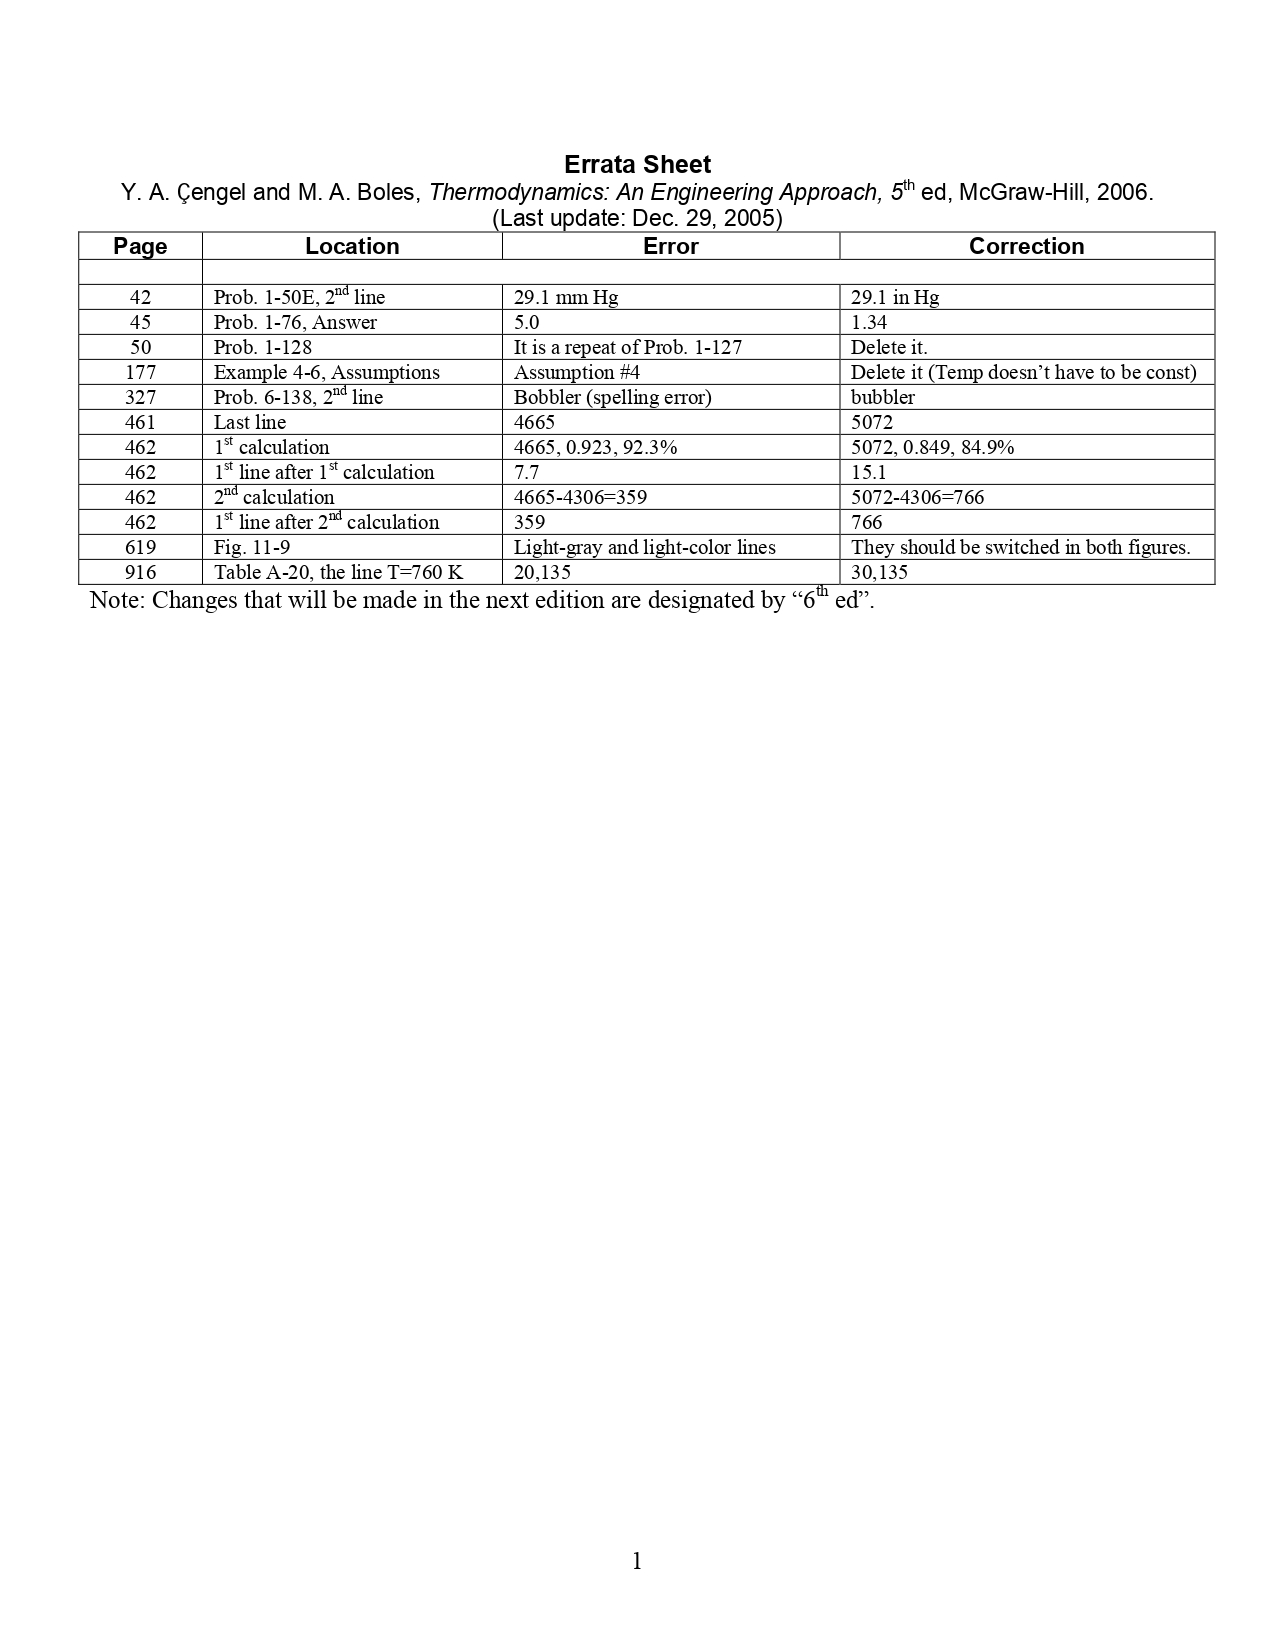 Errata Sheet
Y. A. Çengel and M. A. Boles, Thermodynamics: An Engineering Approach, 5th ed, McGraw-Hill, 2006.
(Last update: Dec. 29, 2005)
Page Location Error Correction
42 Prob. 1-50E, 2nd line 29.1 mm Hg 29.1 in Hg
45 Prob. 1-76, Answer 5.0 1.34
50 Prob. 1-128 It is a repeat of Prob. 1-127 Delete it.
177 Example 4-6, Assumptions Assumption #4 Delete it (Temp doesn’t have to be const)
327 Prob. 6-138, 2nd line Bobbler (spelling error) bubbler
461 Last line 4665 5072
462 1st calculation 4665, 0.923, 92.3% 5072, 0.849, 84.9%
462 1st line after 1st calculation 7.7 15.1
462 2nd calculation 4665-4306=359 5072-4306=766
462 1st line after 2nd calculation 359 766
619 Fig. 11-9 Light-gray and light-color lines They should be switched in both figures.
916 Table A-20, the line T=760 K 20,135 30,135
Note: Changes that will be made in the next edition are designated by “6th ed”.
1